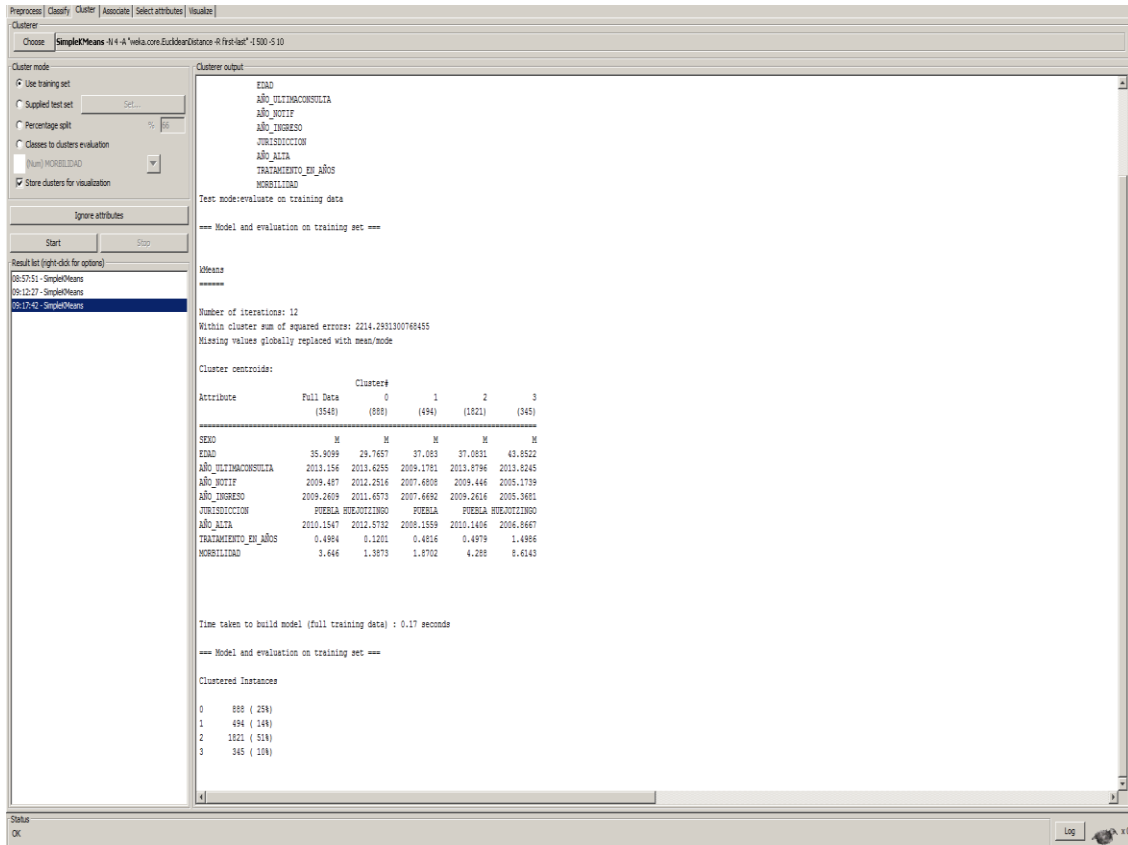 Preprocess Classify Cluster Associate Select attributes Visualize
Clusterer
Choose SimpleKMeans -N 4 -A "weka.core.EuclideanDistance -R first-last" -I 500 -S 10
Cluster mode
Use training set
Supplied test set Set...
Percentage split % 66
Classes to clusters evaluation
(Num) MORBILIDAD
Store clusters for visualization
Ignore attributes
Start Stop
Result list (right-click for options)
08:57:51 - SimpleKMeans
09:12:27 - SimpleKMeans
09:17:42 - SimpleKMeans
Clusterer output
EDAD
AÑO_ULTIMACONSULTA
AÑO_NOTIF
AÑO_INGRESO
JURISDICCION
AÑO_ALTA
TRATAMIENTO_EN_AÑOS
MORBILIDAD
Test mode:evaluate on training data
=== Model and evaluation on training set ===
kMeans
======
Number of iterations: 12
Within cluster sum of squared errors: 2214.2931300768455
Missing values globally replaced with mean/mode
Cluster centroids:
Cluster#
Attribute Full Data 0 1 2 3
(3548) (888) (494) (1821) (345)
SEXO M M M M M
EDAD 35.9099 29.7657 37.083 37.0831 43.8522
AÑO_ULTIMACONSULTA 2013.156 2013.6255 2009.1781 2013.8796 2013.8245
AÑO_NOTIF 2009.487 2012.2516 2007.6808 2009.446 2005.1739
AÑO_INGRESO 2009.2609 2011.6573 2007.6692 2009.2616 2005.3681
JURISDICCION PUEBLA HUEJOTZINGO PUEBLA PUEBLA HUEJOTZINGO
AÑO_ALTA 2010.1547 2012.5732 2008.1559 2010.1406 2006.8667
TRATAMIENTO_EN_AÑOS 0.4984 0.1201 0.4816 0.4979 1.4986
MORBILIDAD 3.646 1.3873 1.8702 4.288 8.6143
Time taken to build model (full training data) : 0.17 seconds
=== Model and evaluation on training set ===
Clustered Instances
0 888 ( 25%)
1 494 ( 14%)
2 1821 ( 51%)
3 345 ( 10%)
Status
OK
Log